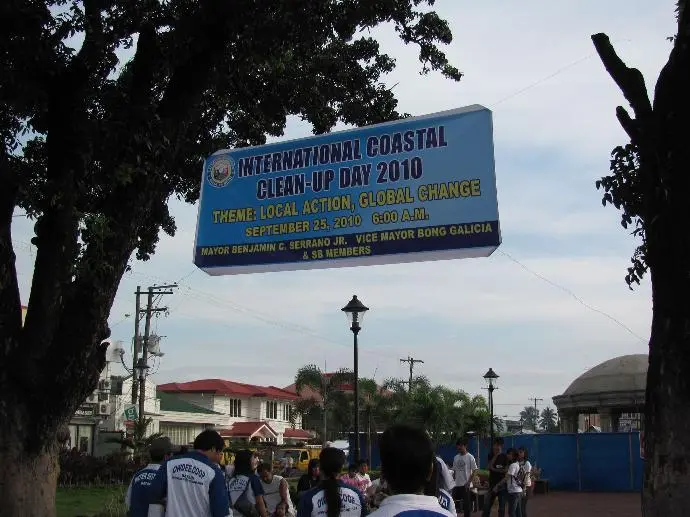 INTERNATIONAL COASTAL
CLEAN-UP DAY 2010
THEME: LOCAL ACTION, GLOBAL CHANGE
SEPTEMBER 25, 2010 6:00 A.M.
MAYOR BENJAMIN C. SERRANO JR. VICE MAYOR BONG GALICIA
& SB MEMBERS